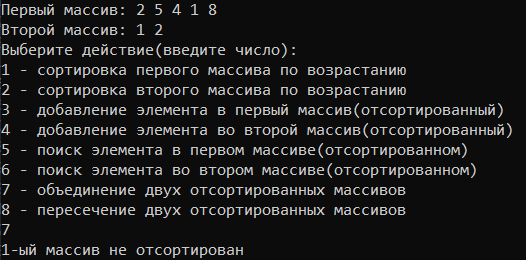 Первый массив: 2 5 4 1 8
Второй массив: 1 2
Выберите действие(введите число):
1 - сортировка первого массива по возрастанию
2 - сортировка второго массива по возрастанию
3 - добавление элемента в первый массив(отсортированный)
4 - добавление элемента во второй массив(отсортированный)
5 - поиск элемента в первом массиве(отсортированном)
6 - поиск элемента во втором массиве(отсортированном)
7 - объединение двух отсортированных массивов
8 - пересечение двух отсортированных массивов
7
1-ый массив не отсортирован